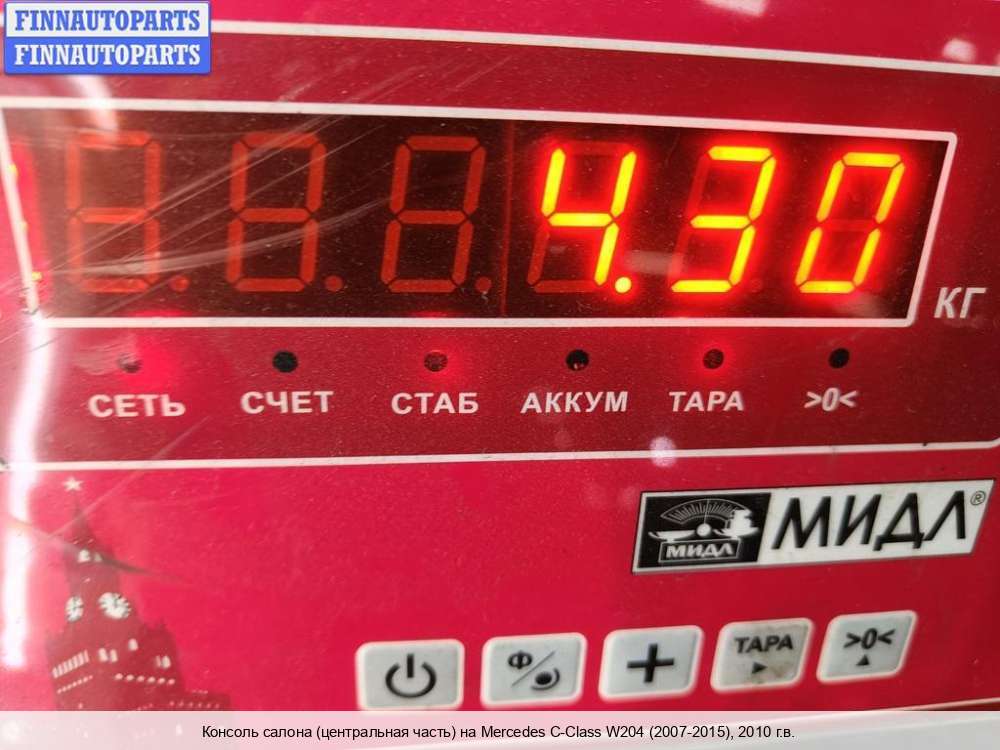 FINNAUTOPARTS
FINNAUTOPARTS
4.30
КГ
СЕТЬ СЧЕТ СТАБ АККУМ ТАРА >0<
МИДЛ МИДЛ®
Ф ТАРА >0<
Консоль салона (центральная часть) на Mercedes C-Class W204 (2007-2015), 2010 г.в.